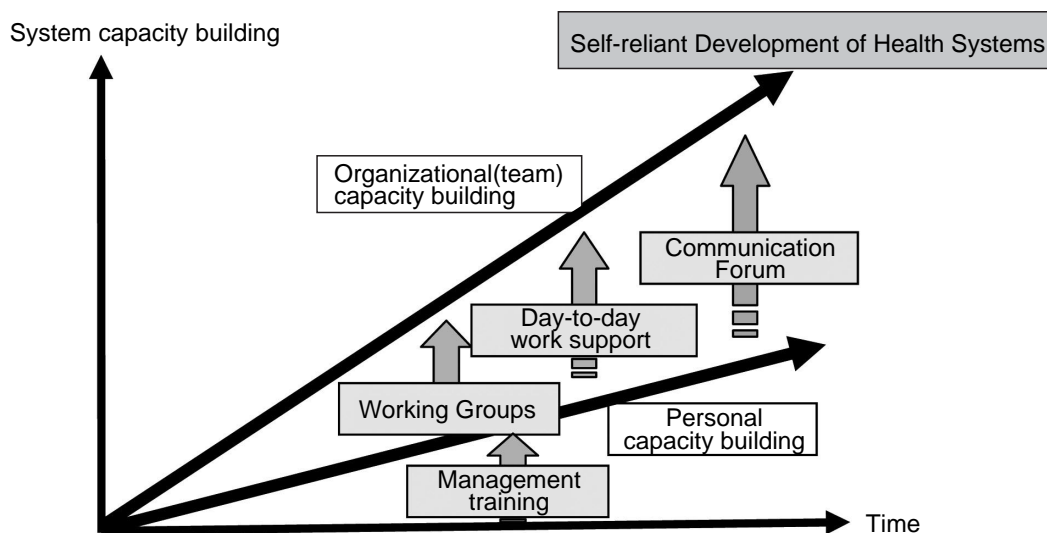 System capacity building
Self-reliant Development of Health Systems
Organizational(team)
capacity building
Communication
Forum
Day-to-day
work support
Working Groups
Personal
capacity building
Management
training
Time